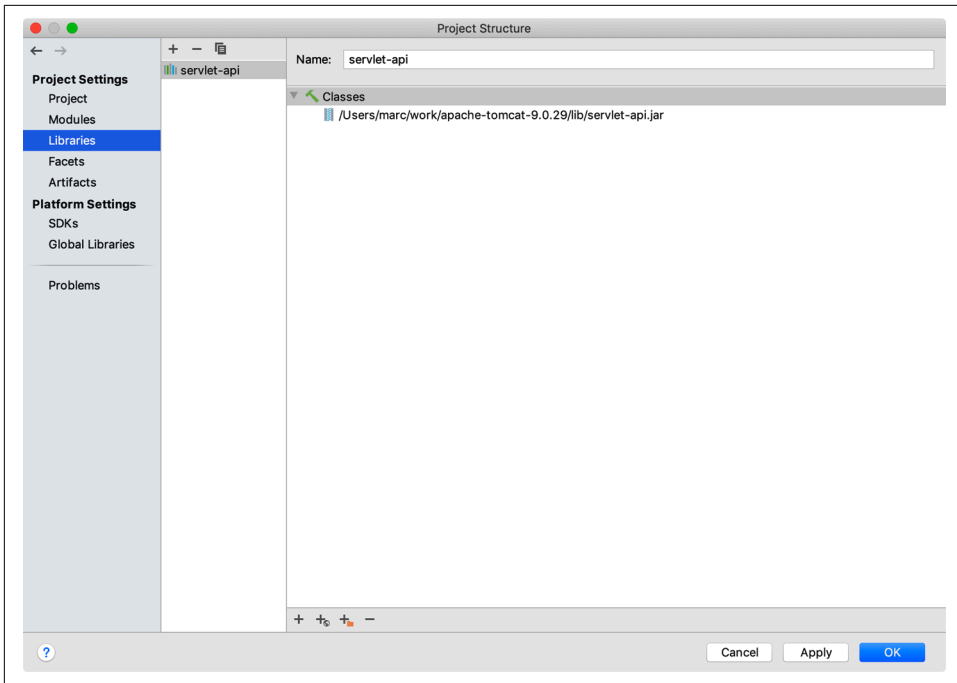 Project Structure
Project Settings
Project
Modules
Libraries
Facets
Artifacts
Platform Settings
SDKs
Global Libraries
Problems
servlet-api
Name: servlet-api
Classes
/Users/marc/work/apache-tomcat-9.0.29/lib/servlet-api.jar
?
Cancel Apply OK